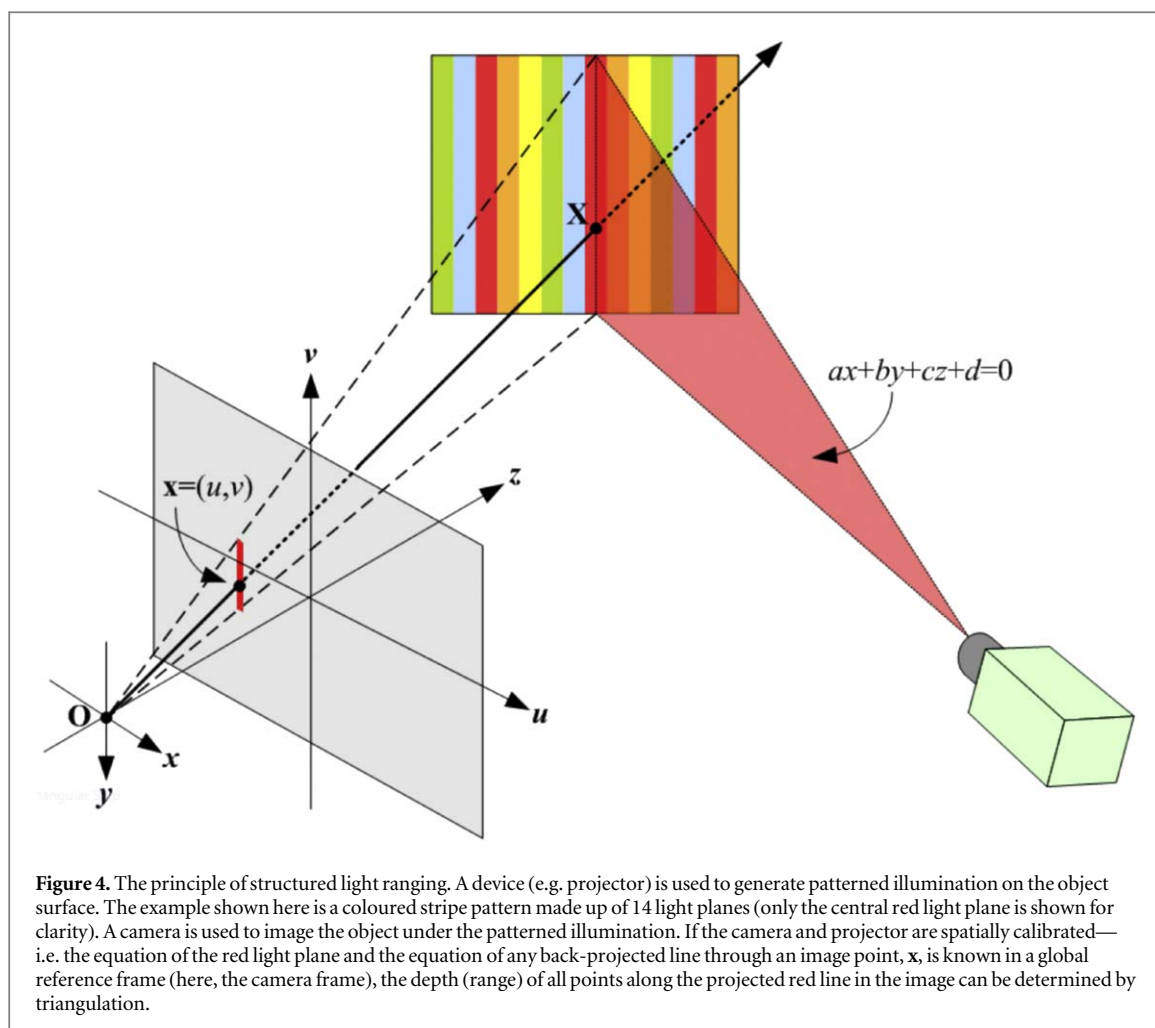 X
ax+by+cz+d=0
v
x=(u,v)
z
O
x
u
y
Figure 4. The principle of structured light ranging. A device (e.g. projector) is used to generate patterned illumination on the object
surface. The example shown here is a coloured stripe pattern made up of 14 light planes (only the central red light plane is shown for
clarity). A camera is used to image the object under the patterned illumination. If the camera and projector are spatially calibrated—
i.e. the equation of the red light plane and the equation of any back-projected line through an image point, x, is known in a global
reference frame (here, the camera frame), the depth (range) of all points along the projected red line in the image can be determined by
triangulation.